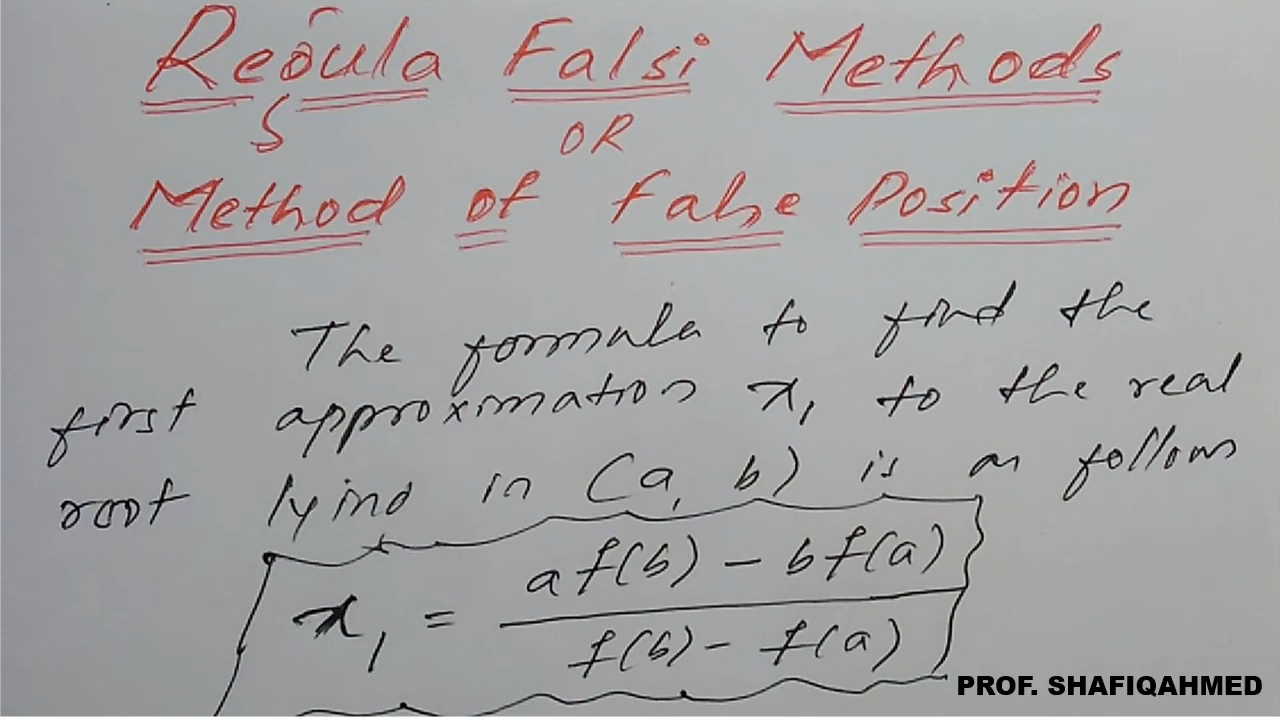 Regula Falsi Methods
OR
Method of false Position
The formula to find the
first approximation x₁ to the real
root lying in (a, b) is as follows
x₁ = af(b) − bf(a)
f(b) − f(a)
PROF. SHAFIQAHMED